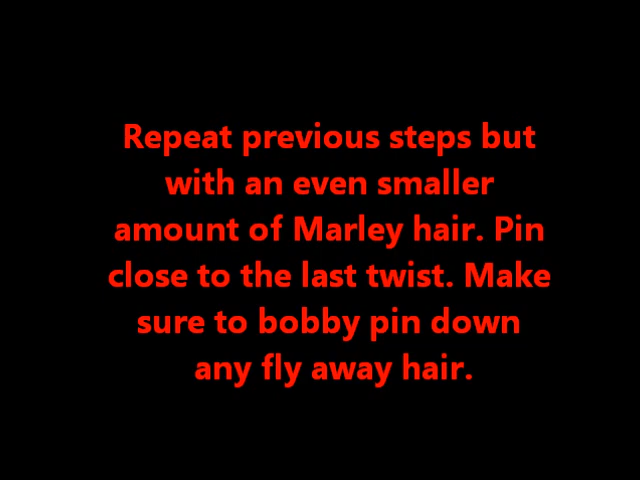 Repeat previous steps but
with an even smaller
amount of Marley hair. Pin
close to the last twist. Make
sure to bobby pin down
any fly away hair.